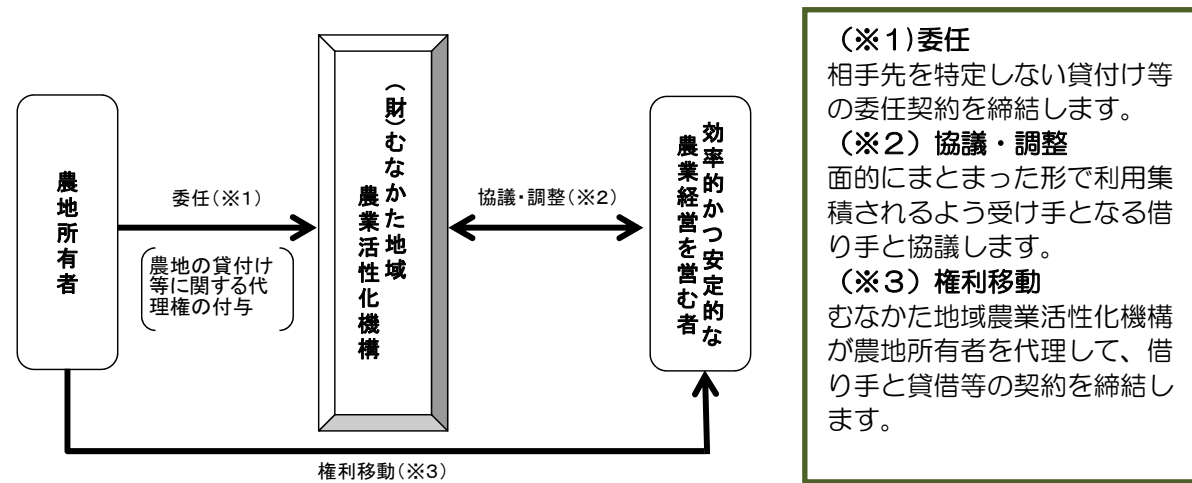 農地所有者
委任(※1)
農地の貸付け
等に関する代
理権の付与
(財)むなかた地域
農業活性化機構
協議・調整(※2)
効率的かつ安定的な
農業経営を営む者
権利移動(※3)
(※1)委任
相手先を特定しない貸付け等
の委任契約を締結します。
(※2)協議・調整
面的にまとまった形で利用集
積されるよう受け手となる借
り手と協議します。
(※3)権利移動
むなかた地域農業活性化機構
が農地所有者を代理して、借
り手と貸借等の契約を締結し
ます。